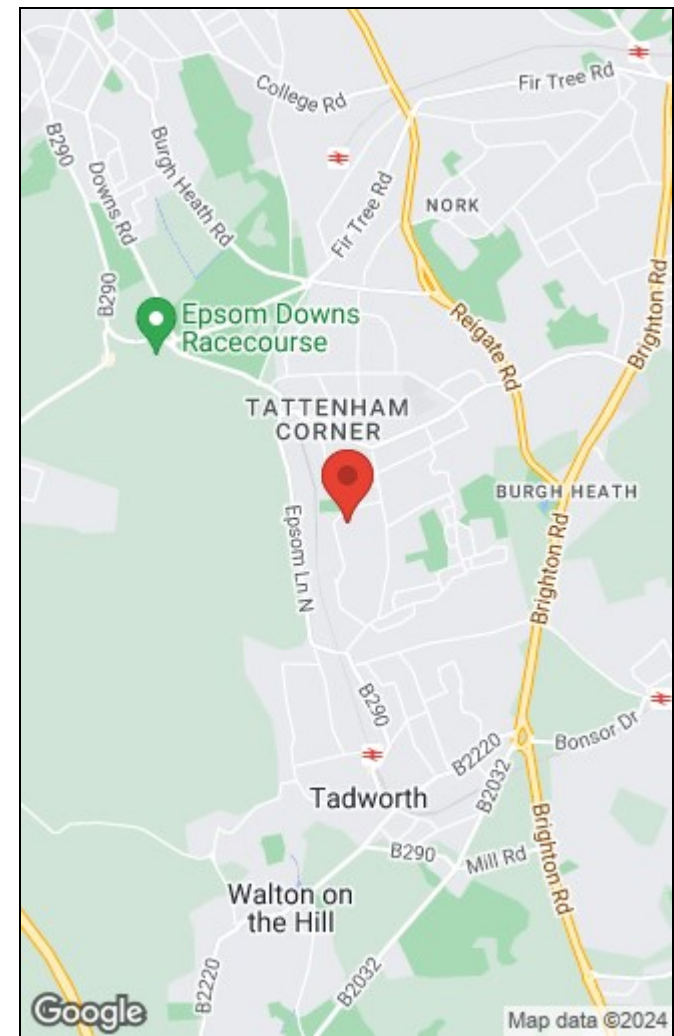 College Rd
Fir Tree Rd
B290
Downs Rd
Burgh Heath Rd
Fir Tree Rd
NORK
B290
Epsom Downs
Racecourse
Reigate Rd
Brighton Rd
TATTENHAM
CORNER
BURGH HEATH
Epsom Ln N
Brighton Rd
B290
B2220
Bonsor Dr
B2032
Tadworth
B290
Mill Rd
Brighton Rd
Walton on
the Hill
B2220
B2032
Google
Map data ©2024